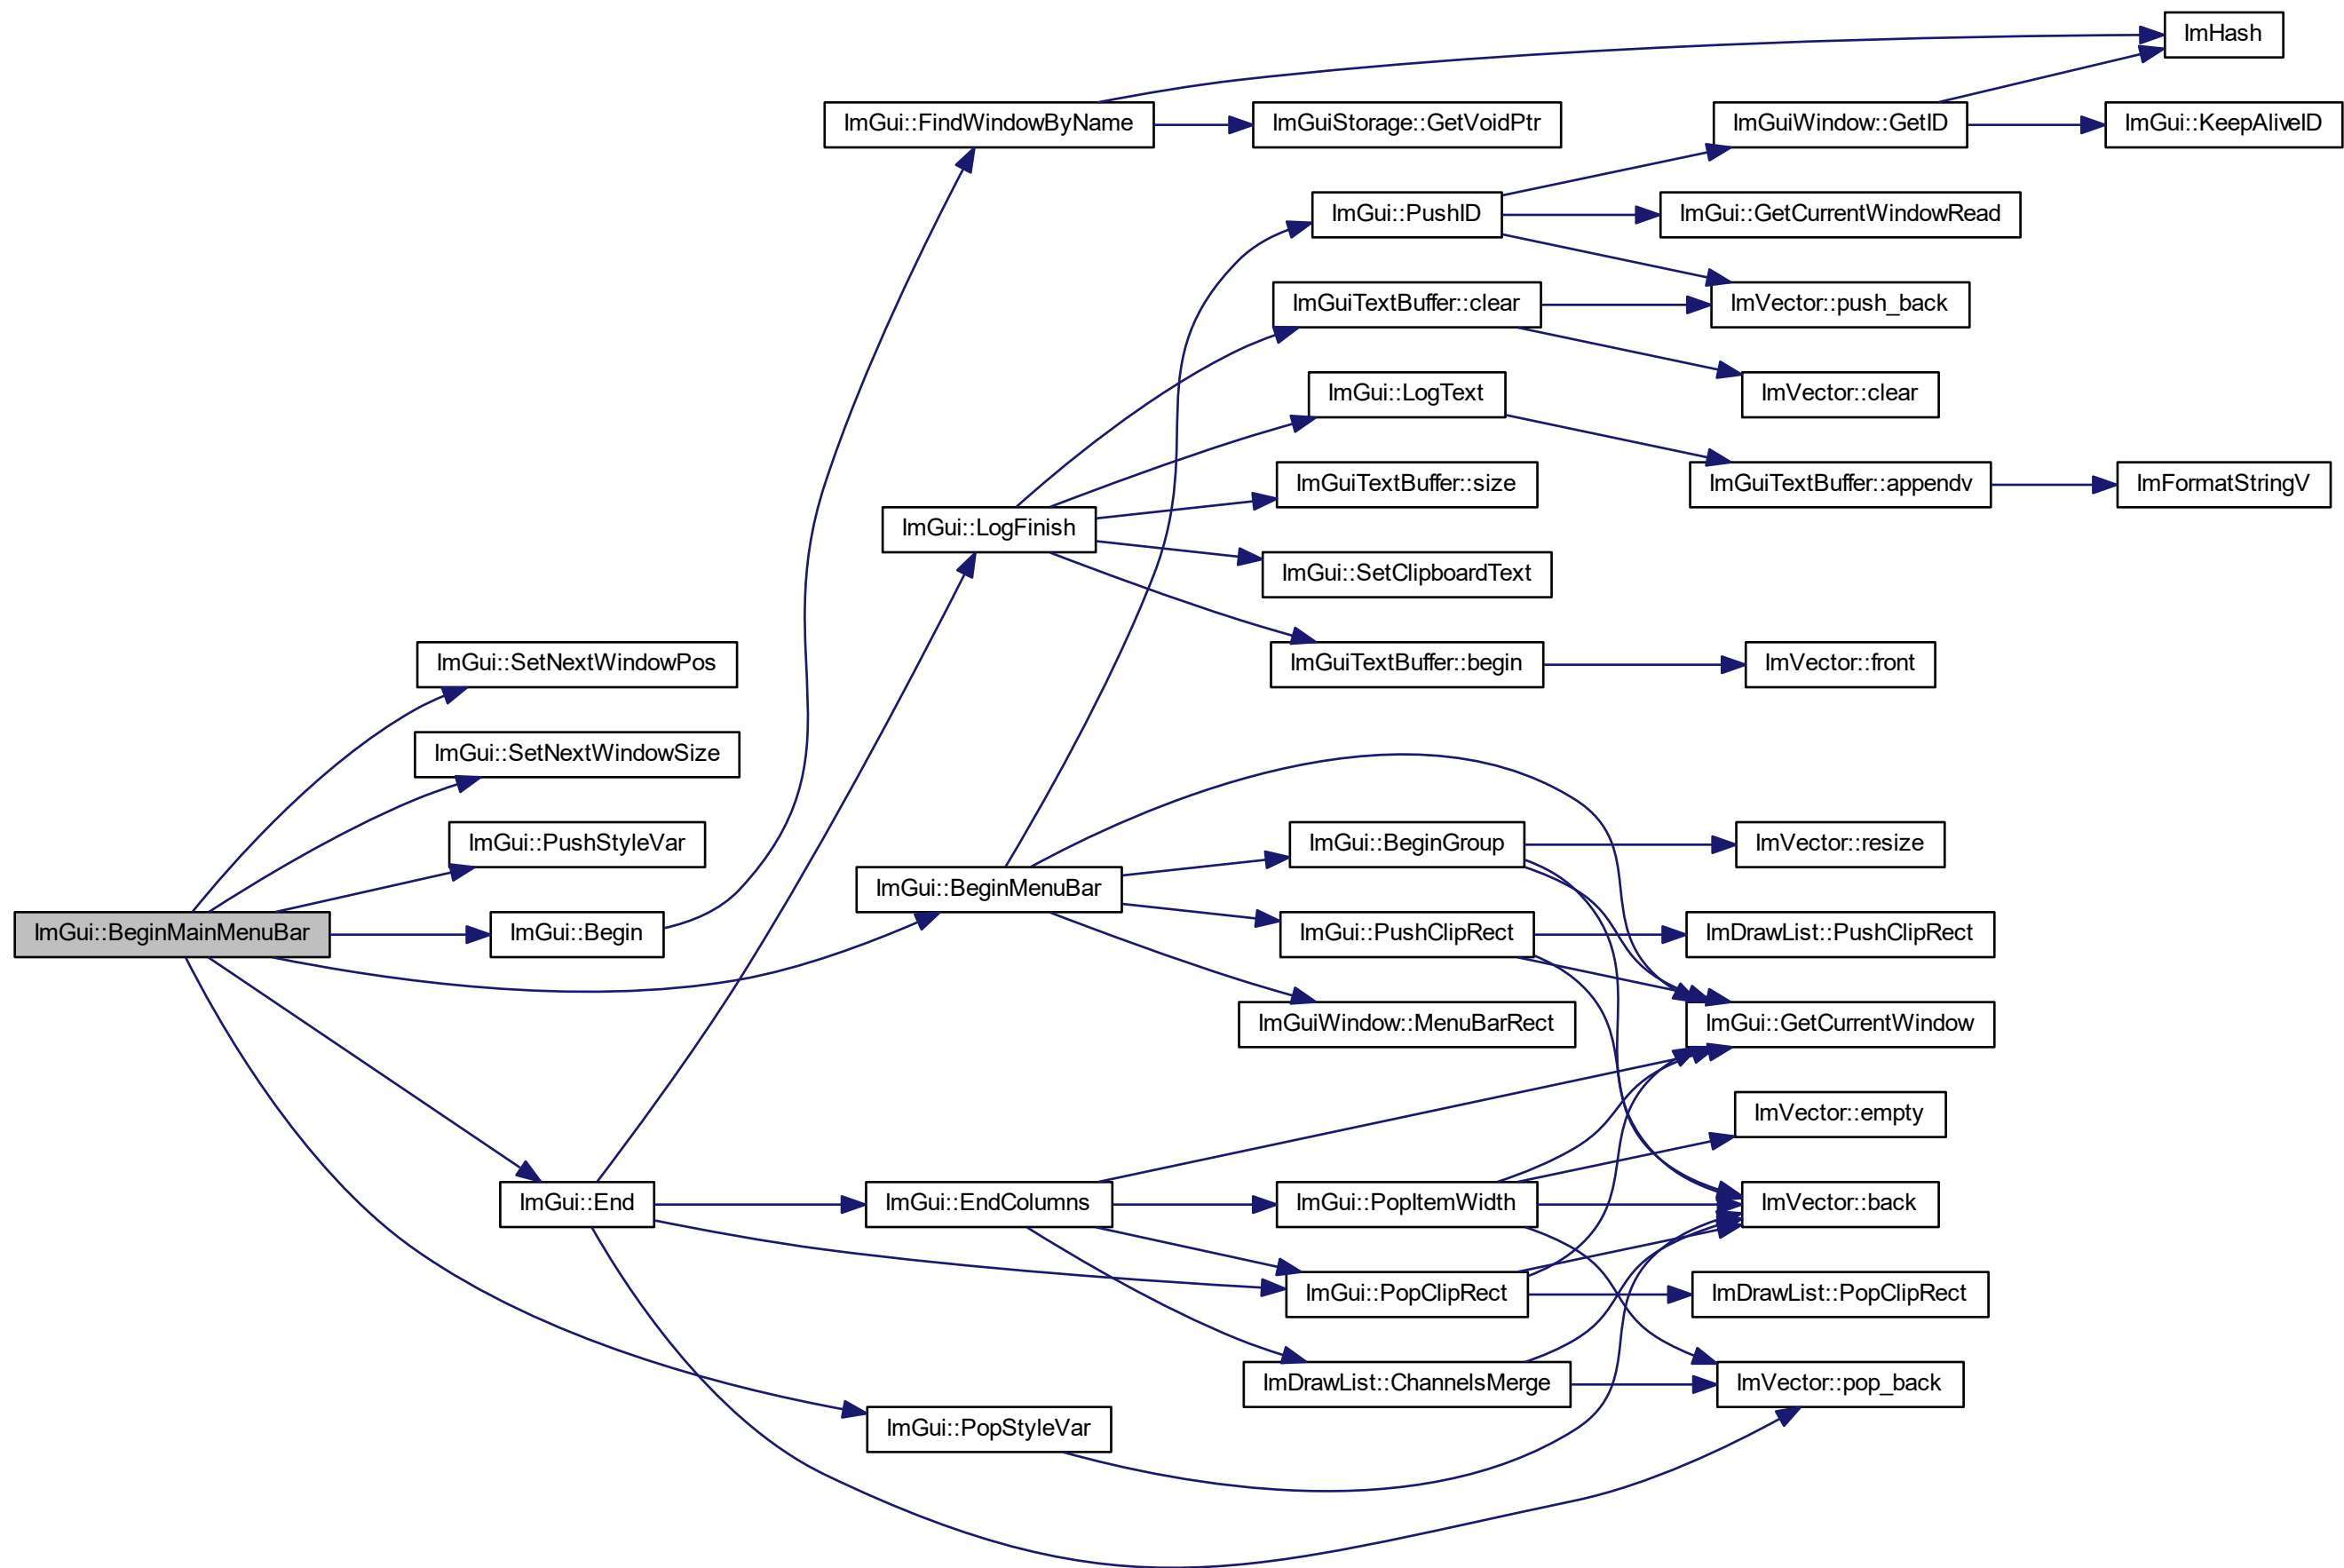 ImHash
ImGui::FindWindowByName
ImGuiStorage::GetVoidPtr
ImGuiWindow::GetID
ImGui::KeepAliveID
ImGui::PushID
ImGui::GetCurrentWindowRead
ImGuiTextBuffer::clear
ImVector::push_back
ImGui::LogText
ImVector::clear
ImGuiTextBuffer::size
ImGuiTextBuffer::appendv
ImFormatStringV
ImGui::LogFinish
ImGui::SetClipboardText
ImGui::SetNextWindowPos
ImGuiTextBuffer::begin
ImVector::front
ImGui::SetNextWindowSize
ImGui::PushStyleVar
ImGui::BeginGroup
ImVector::resize
ImGui::BeginMenuBar
ImGui::BeginMainMenuBar
ImGui::Begin
ImGui::PushClipRect
ImDrawList::PushClipRect
ImGuiWindow::MenuBarRect
ImGui::GetCurrentWindow
ImVector::empty
ImGui::End
ImGui::EndColumns
ImGui::PopItemWidth
ImVector::back
ImGui::PopClipRect
ImDrawList::PopClipRect
ImDrawList::ChannelsMerge
ImVector::pop_back
ImGui::PopStyleVar